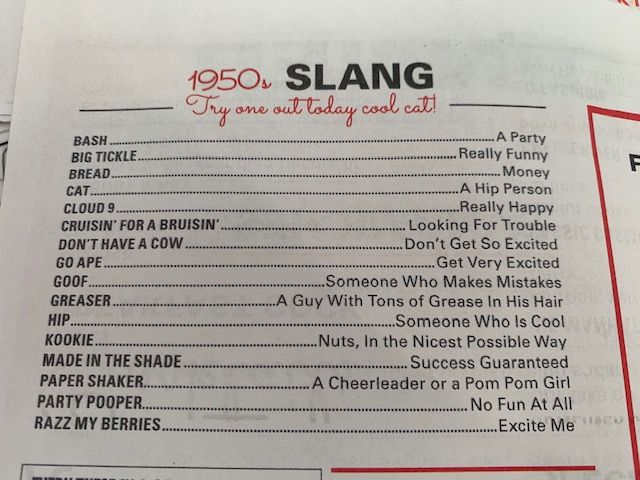 1950s SLANG
Try one out today cool cat!
BASH A Party
BIG TICKLE Really Funny
BREAD Money
CAT A Hip Person
CLOUD 9 Really Happy
CRUISIN' FOR A BRUISIN' Looking For Trouble
DON'T HAVE A COW Don't Get So Excited
GO APE Get Very Excited
GOOF Someone Who Makes Mistakes
GREASER A Guy With Tons of Grease In His Hair
HIP Someone Who Is Cool
KOOKIE Nuts, In the Nicest Possible Way
MADE IN THE SHADE Success Guaranteed
PAPER SHAKER A Cheerleader or a Pom Pom Girl
PARTY POOPER No Fun At All
RAZZ MY BERRIES Excite Me